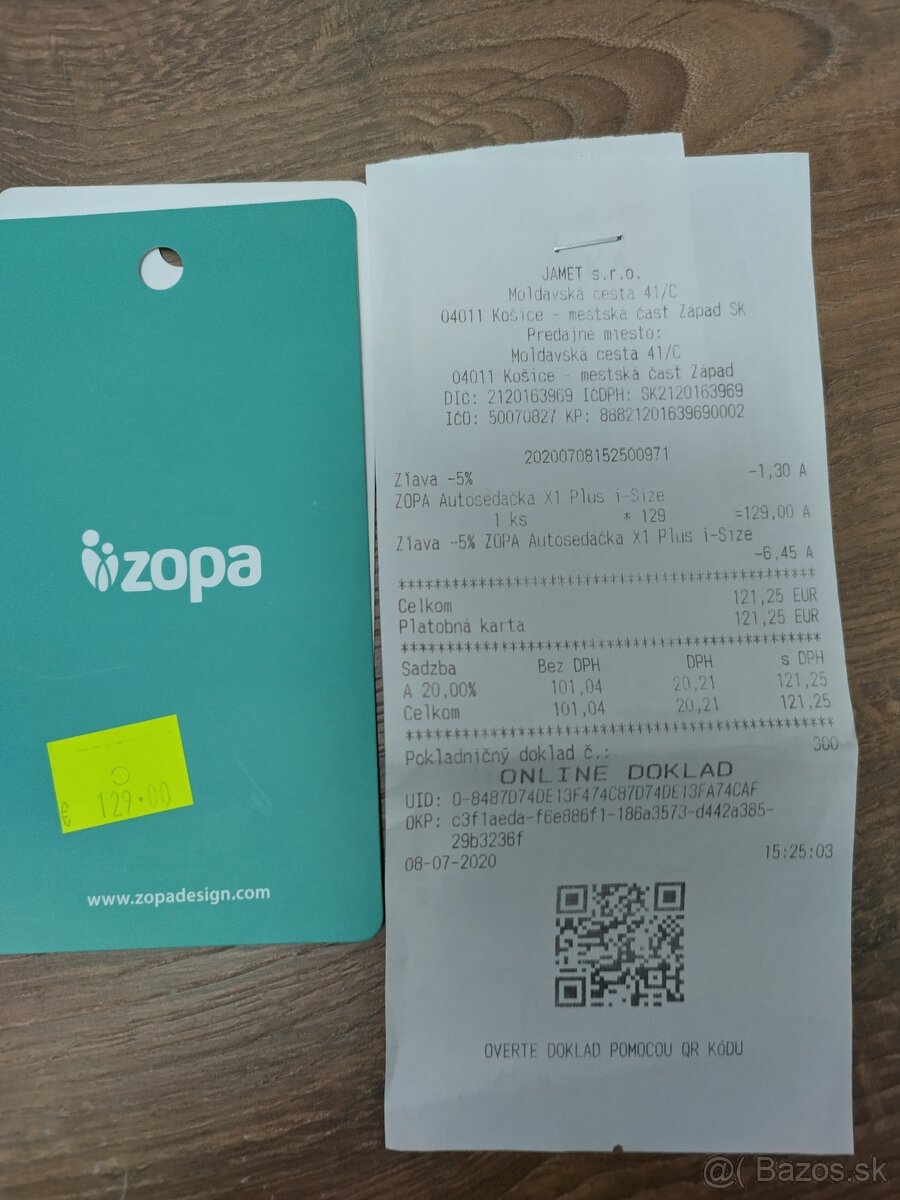 zopa
€ 129.00
www.zopadesign.com
JAMET s.r.o.
Moldavská cesta 41/C
04011 Košice - mestská časť Západ SK
Predajné miesto:
Moldavská cesta 41/C
04011 Košice - mestská časť Západ
DIČ: 2120163969 IČDPH: SK2120163969
IČO: 50070827 KP: 88821201639690002
20200708152500971
Zľava -5% -1,30 A
ZOPA Autosedačka X1 Plus i-Size
1 ks * 129 =129,00 A
Zľava -5% ZOPA Autosedačka X1 Plus i-Size
-6,45 A
Celkom 121,25 EUR
Platobná karta 121,25 EUR
Sadzba Bez DPH DPH s DPH
A 20,00% 101,04 20,21 121,25
Celkom 101,04 20,21 121,25
Pokladničný doklad č.: 300
ONLINE DOKLAD
UID: O-8487D74DE13F474C87D74DE13FA74CAF
OKP: c3f1aeda-f6e886f1-186a3573-d442a385-
29b3236f
08-07-2020 15:25:03
OVERTE DOKLAD POMOCOU QR KÓDU
@( Bazos.sk